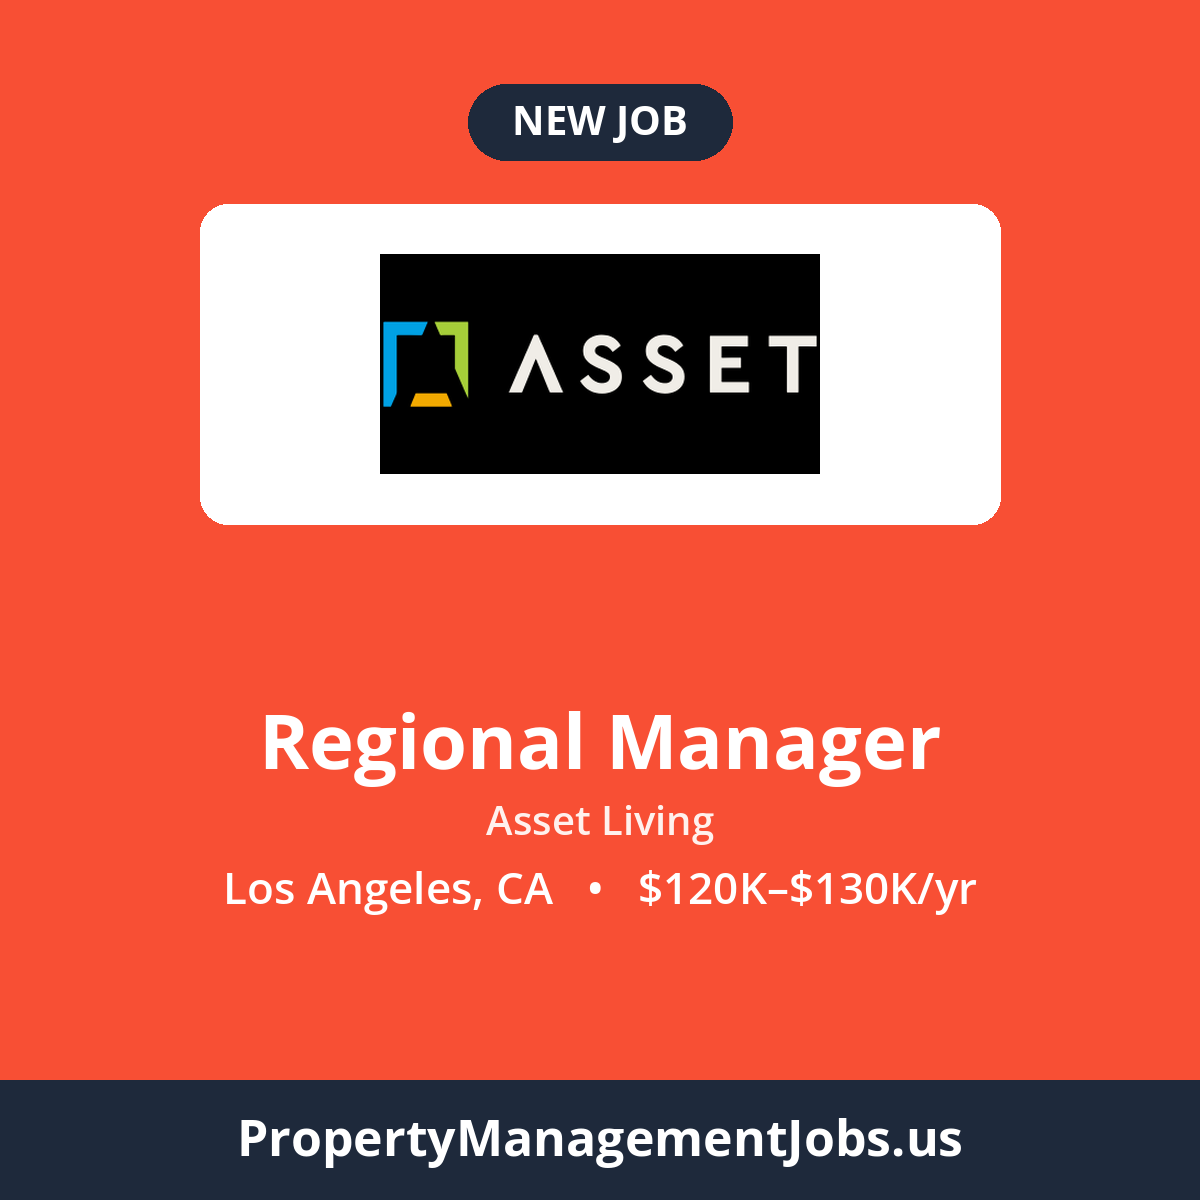 NEW JOB
ASSET
Regional Manager
Asset Living
Los Angeles, CA • $120K–$130K/yr
PropertyManagementJobs.us